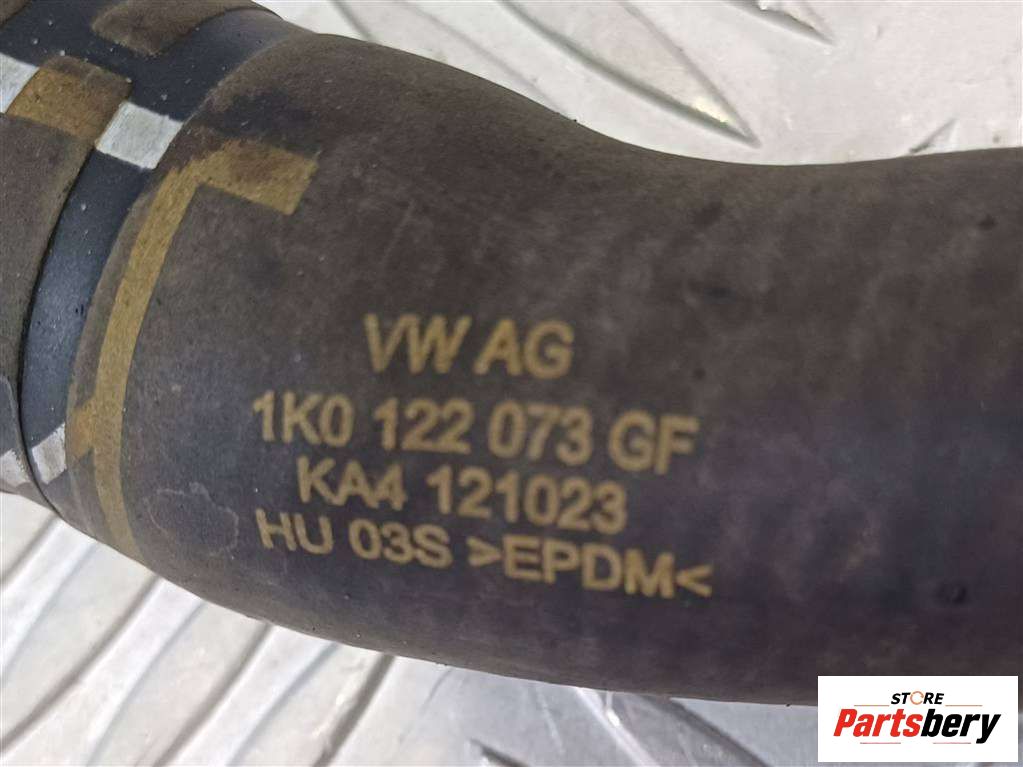 VW AG
1K0 122 073 GF
KA4 121023
HU 03S >EPDM<
STORE
Partsbery